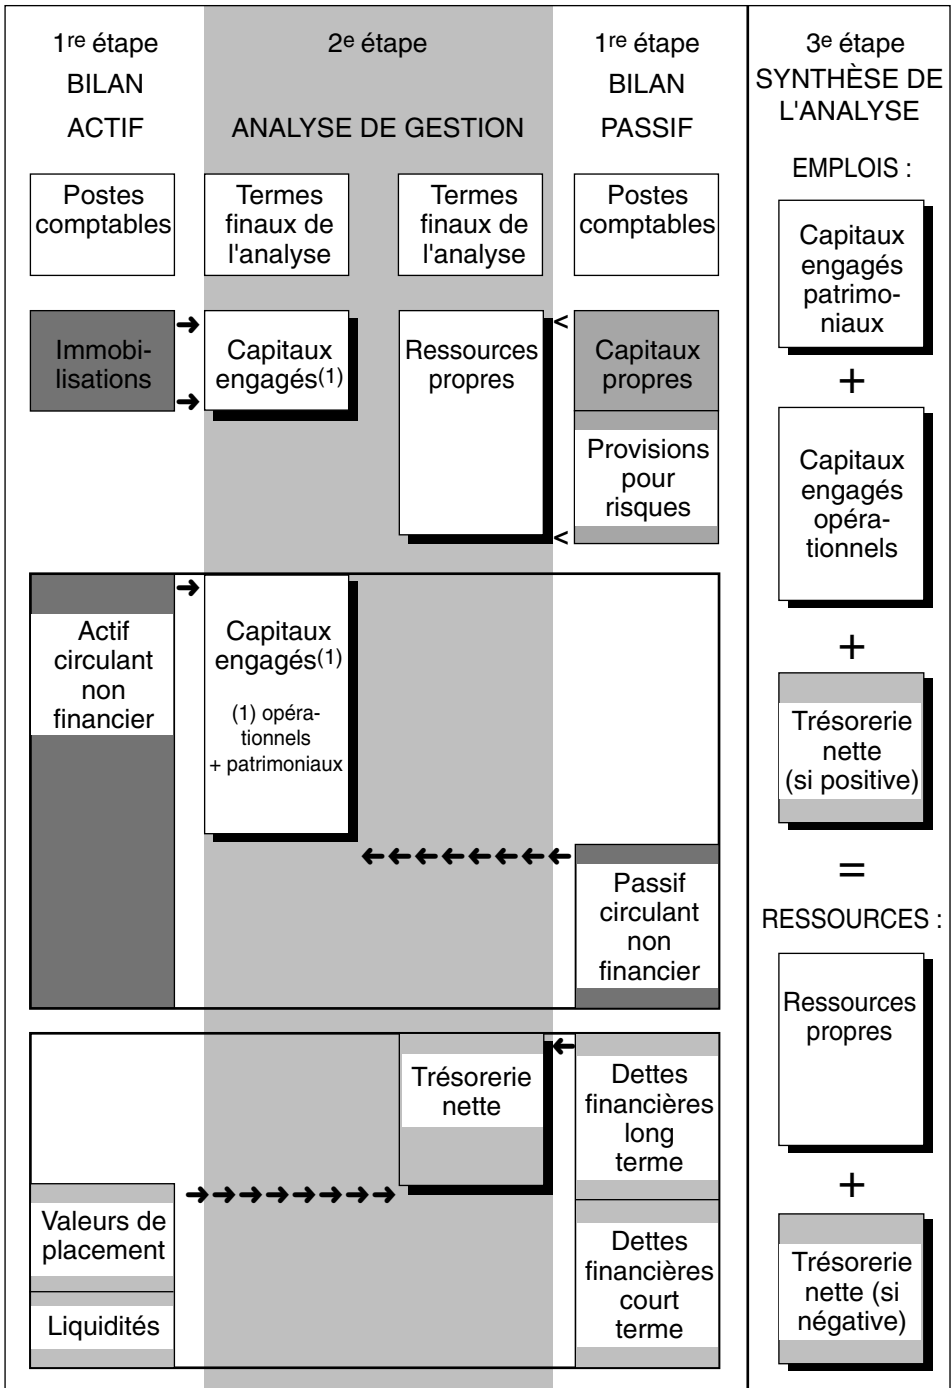 1re étape
BILAN
ACTIF
2e étape
ANALYSE DE GESTION
1re étape
BILAN
PASSIF
3e étape
SYNTHÈSE DE
L'ANALYSE
Postes
comptables
Termes
finaux de
l'analyse
Termes
finaux de
l'analyse
Postes
comptables
Immobi-
lisations
Capitaux
engagés(1)
Ressources
propres
Capitaux
propres
Provisions
pour
risques
Actif
circulant
non
financier
Capitaux
engagés(1)
(1) opéra-
tionnels
+ patrimoniaux
Passif
circulant
non
financier
Trésorerie
nette
Dettes
financières
long
terme
Valeurs de
placement
Liquidités
Dettes
financières
court
terme
EMPLOIS :
Capitaux
engagés
patrimo-
niaux
+
Capitaux
engagés
opéra-
tionnels
+
Trésorerie
nette
(si positive)
=
RESSOURCES :
Ressources
propres
+
Trésorerie
nette (si
négative)